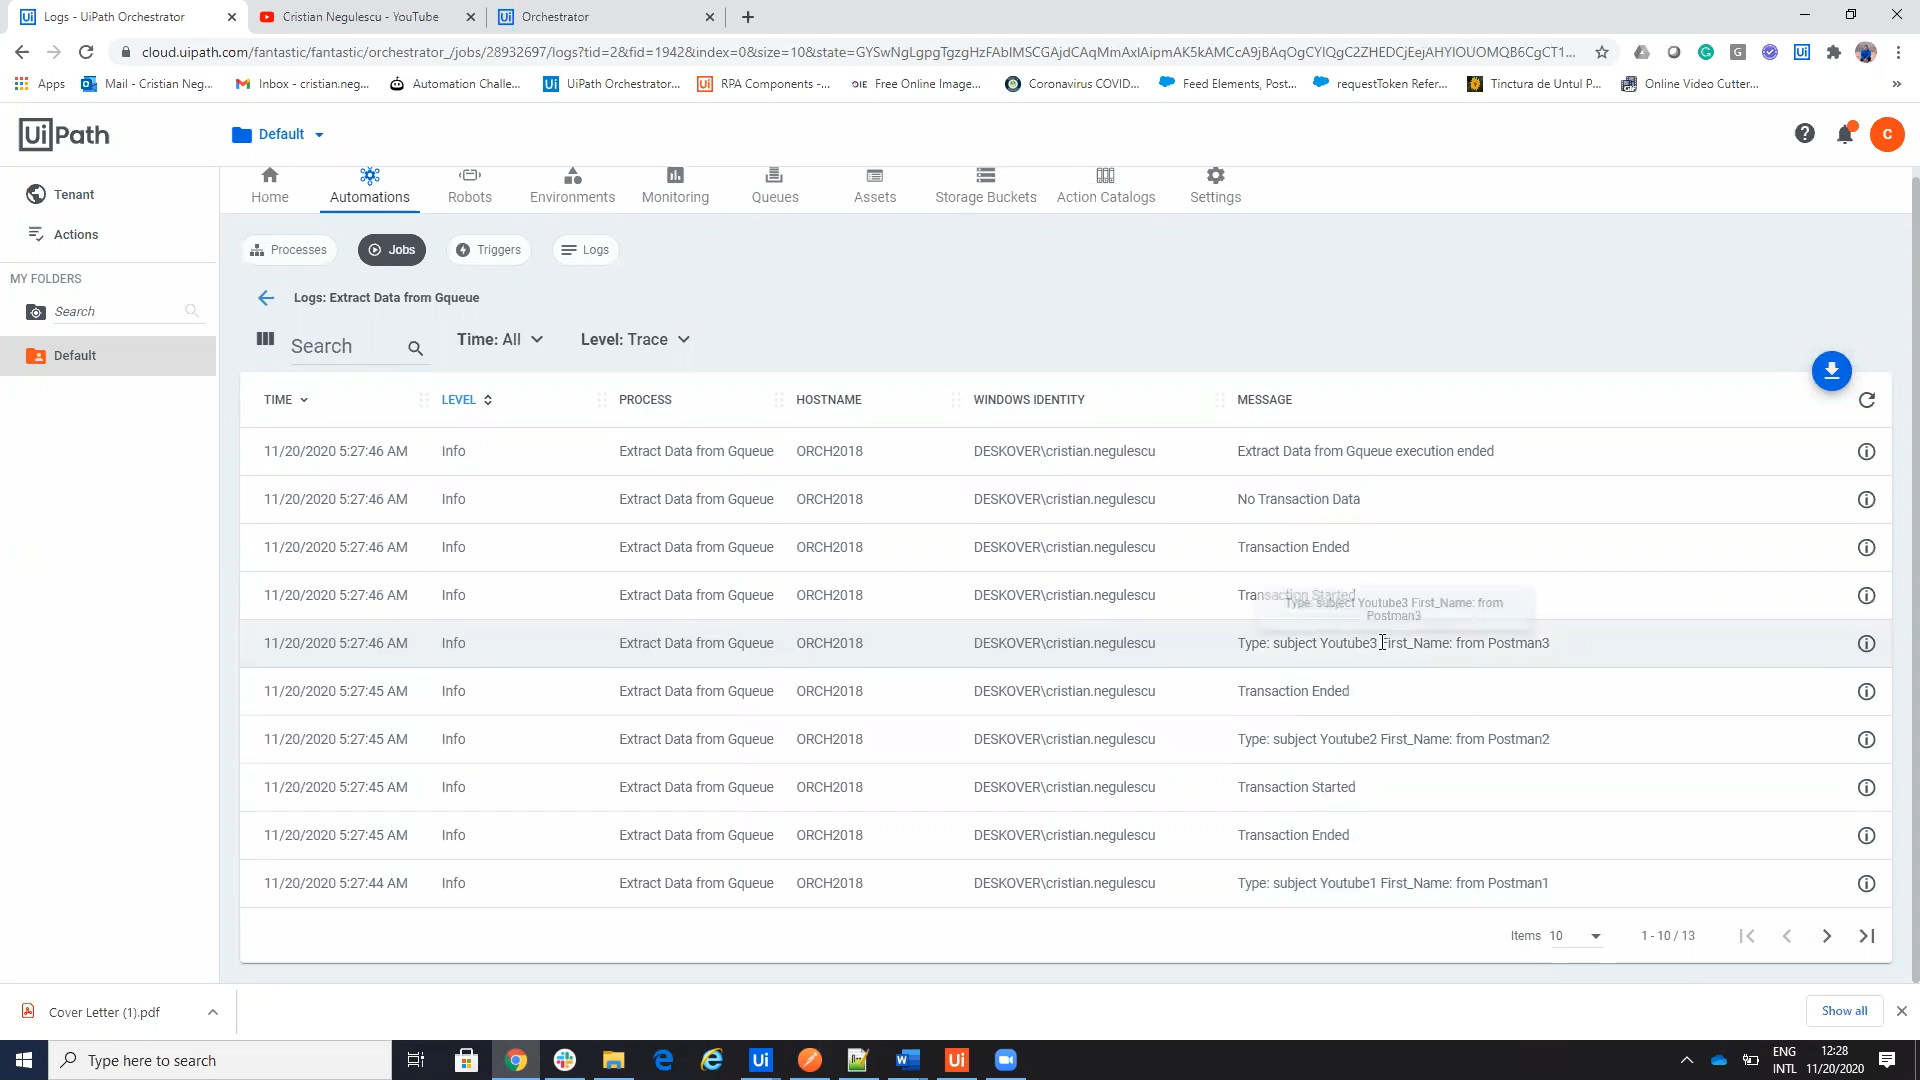 Logs - UiPath Orchestrator
Cristian Negulescu - YouTube
Orchestrator
cloud.uipath.com/fantastic/fantastic/orchestrator_/jobs/28932697/logs?tid=2&fid=1942&index=0&size=10&state=
Apps
Mail - Cristian Neg...
Inbox - cristian.neg...
Automation Challe...
UiPath Orchestrator...
RPA Components -...
Free Online Image...
Coronavirus COVID...
Feed Elements, Post...
requestToken Refer...
Tinctura de Untul P...
Online Video Cutter...
UiPath
Default
C
Tenant
Actions
MY FOLDERS
Search
Default
Home
Automations
Robots
Environments
Monitoring
Queues
Assets
Storage Buckets
Action Catalogs
Settings
Processes
Jobs
Triggers
Logs
Logs: Extract Data from Gqueue
Search
Time: All
Level: Trace
TIME LEVEL PROCESS HOSTNAME WINDOWS IDENTITY MESSAGE
11/20/2020 5:27:46 AM Info Extract Data from Gqueue ORCH2018 DESKOVER\cristian.negulescu Extract Data from Gqueue execution ended
11/20/2020 5:27:46 AM Info Extract Data from Gqueue ORCH2018 DESKOVER\cristian.negulescu No Transaction Data
11/20/2020 5:27:46 AM Info Extract Data from Gqueue ORCH2018 DESKOVER\cristian.negulescu Transaction Ended
11/20/2020 5:27:46 AM Info Extract Data from Gqueue ORCH2018 DESKOVER\cristian.negulescu Transaction Started
Type: subject Youtube3 First_Name: from
Postman3
11/20/2020 5:27:46 AM Info Extract Data from Gqueue ORCH2018 DESKOVER\cristian.negulescu Type: subject Youtube3 First_Name: from Postman3
11/20/2020 5:27:45 AM Info Extract Data from Gqueue ORCH2018 DESKOVER\cristian.negulescu Transaction Ended
11/20/2020 5:27:45 AM Info Extract Data from Gqueue ORCH2018 DESKOVER\cristian.negulescu Type: subject Youtube2 First_Name: from Postman2
11/20/2020 5:27:45 AM Info Extract Data from Gqueue ORCH2018 DESKOVER\cristian.negulescu Transaction Started
11/20/2020 5:27:45 AM Info Extract Data from Gqueue ORCH2018 DESKOVER\cristian.negulescu Transaction Ended
11/20/2020 5:27:44 AM Info Extract Data from Gqueue ORCH2018 DESKOVER\cristian.negulescu Type: subject Youtube1 First_Name: from Postman1
Items 10
1 - 10 / 13
Cover Letter (1).pdf
Show all
Type here to search
ENG
INTL
12:28
11/20/2020